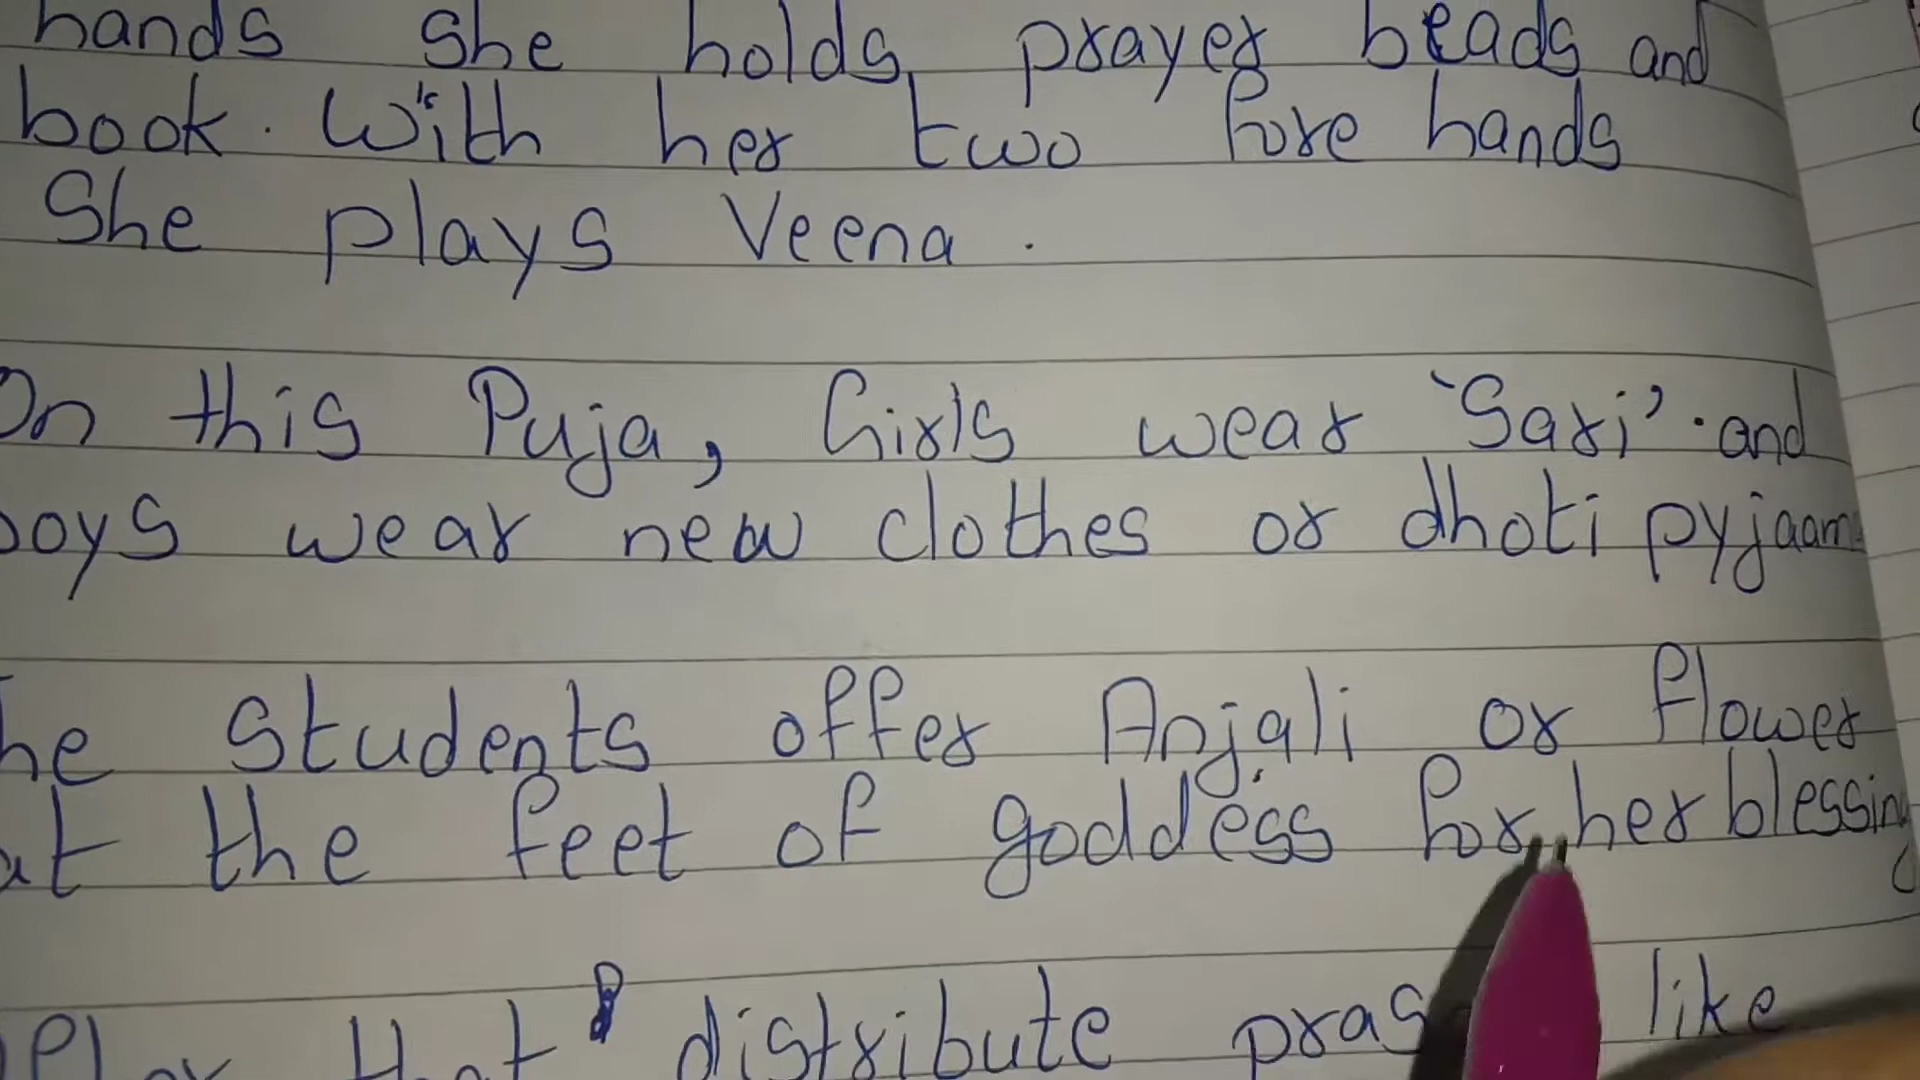 hands She holds prayer beads and
book. With her two fore hands
She plays Veena.
On this Puja, Girls wear 'Sari' and
boys wear new clothes or dhoti
The Students offer Anjali or flower
at the feet of goddess for her blessing
that distribute like